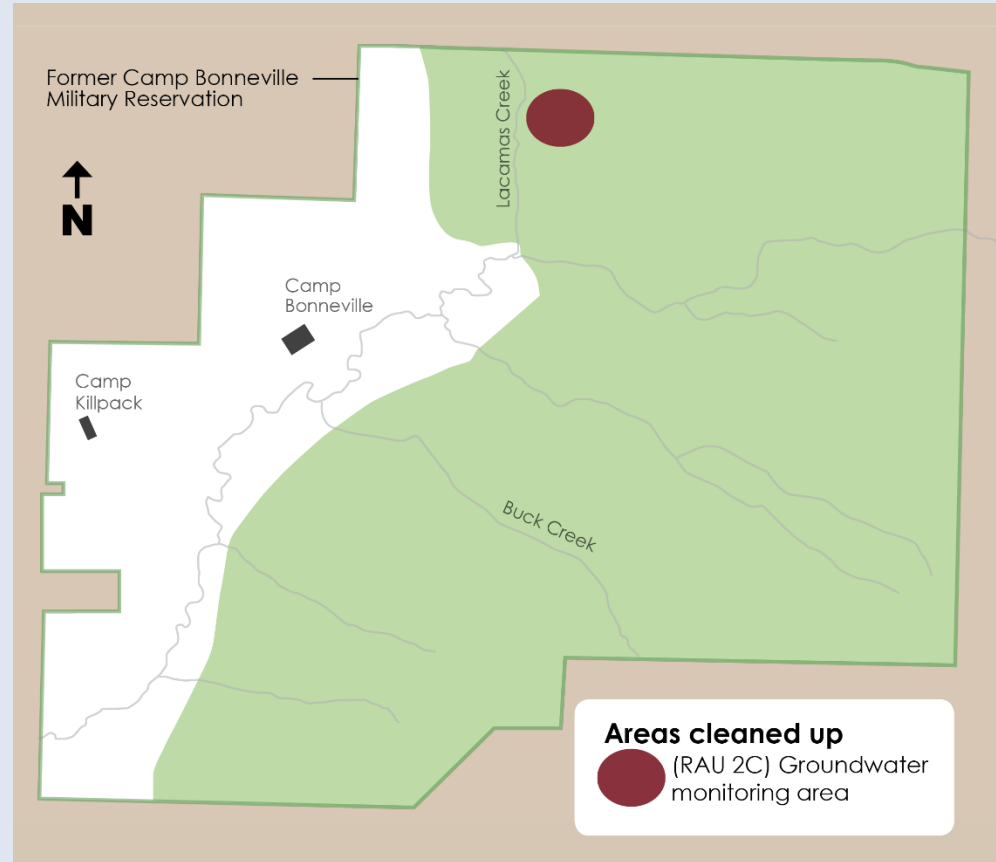 Former Camp Bonneville
Military Reservation
N
Lacamas Creek
Camp
Bonneville
Camp
Killpack
Buck Creek
Areas cleaned up
(RAU 2C) Groundwater
monitoring area